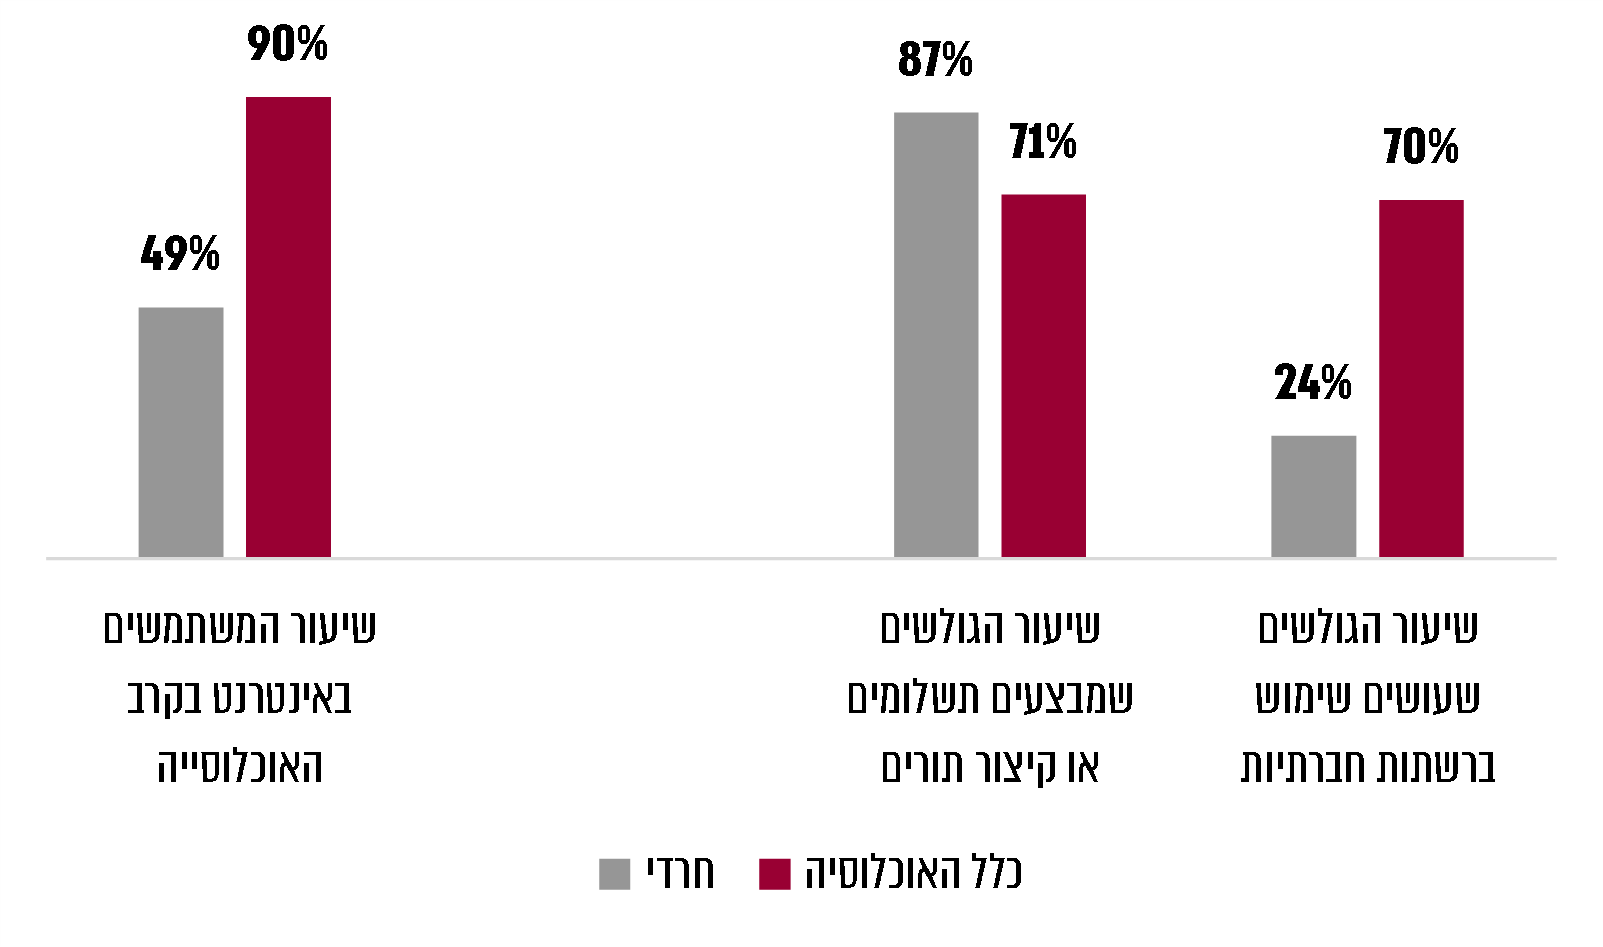 90%
49%
87%
71%
70%
24%
שיעור המשתמשים
באינטרנט בקרב
האוכלוסייה
שיעור הגולשים
שמבצעים תשלומים
או קיצור תורים
שיעור הגולשים
שעושים שימוש
ברשתות חברתיות
כלל האוכלוסיה
חרדי